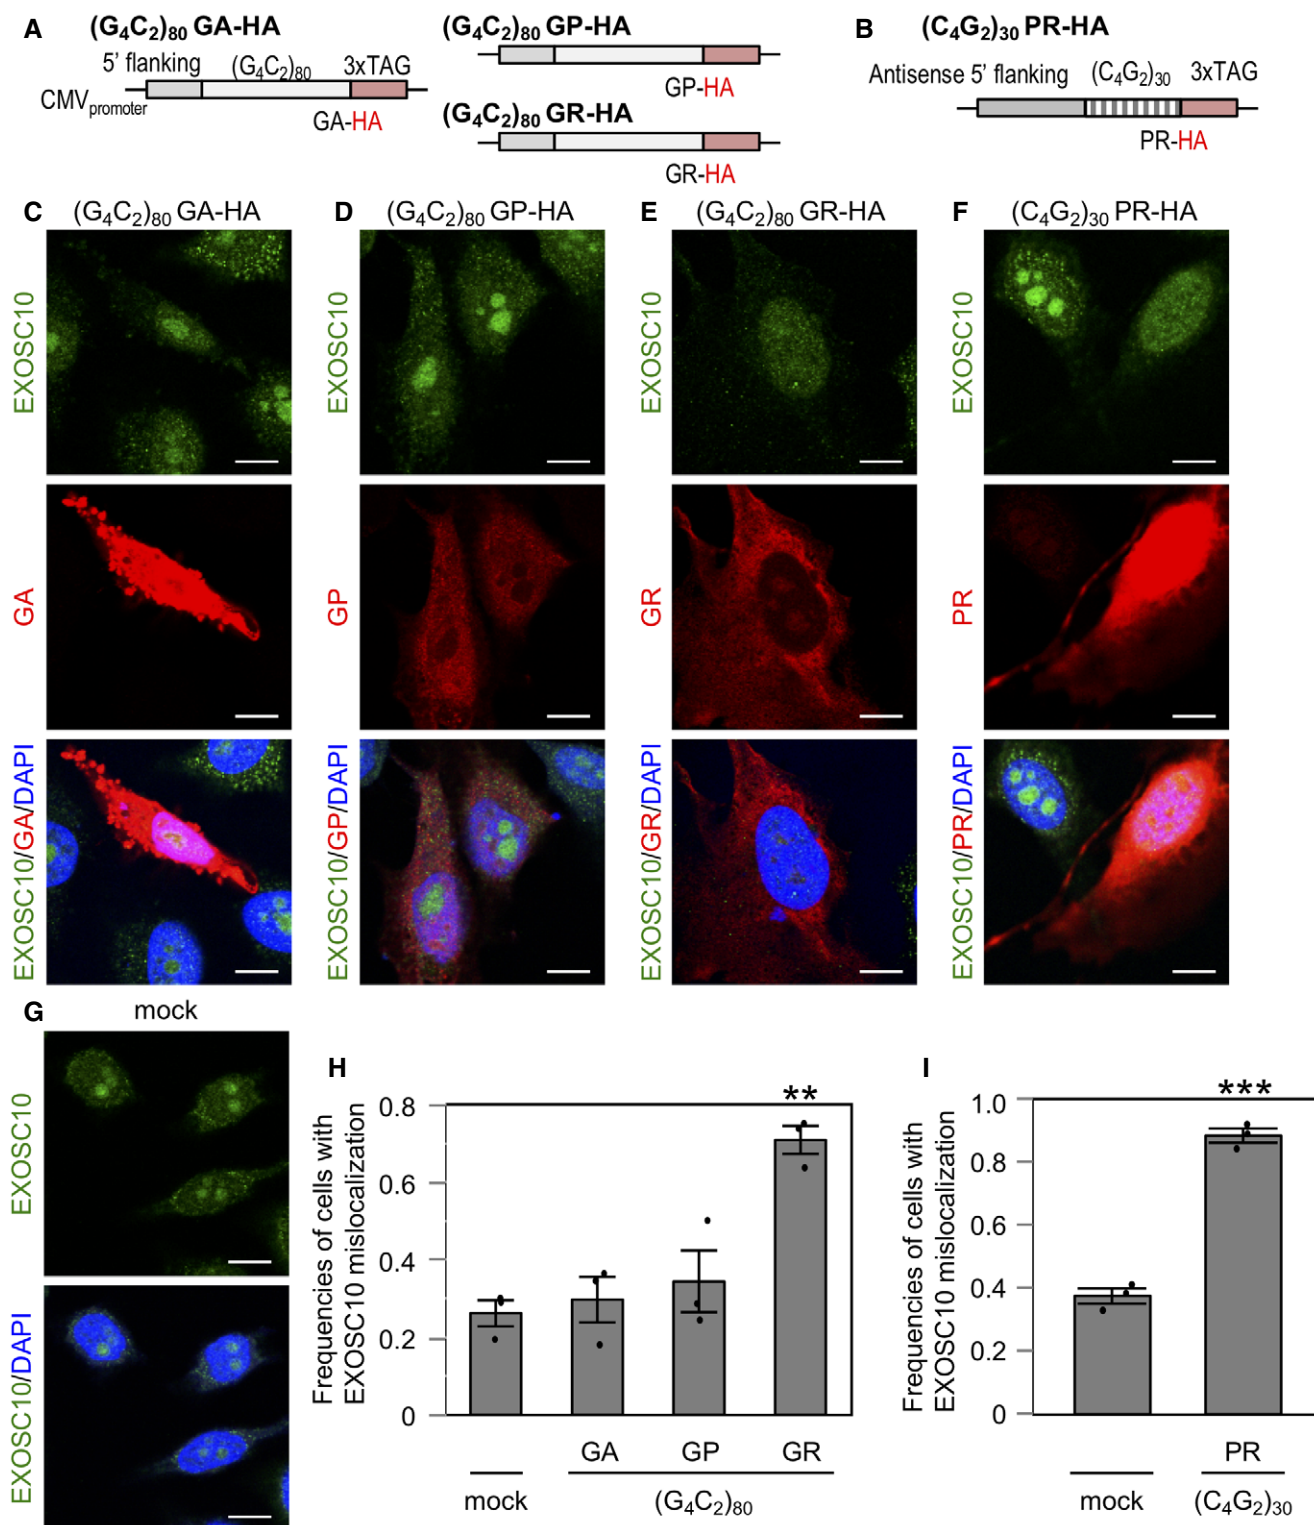 A
(G₄C₂)₈₀ GA-HA
5’ flanking
(G₄C₂)₈₀
3xTAG
CMVpromoter
GA-HA
(G₄C₂)₈₀ GP-HA
GP-HA
(G₄C₂)₈₀ GR-HA
GR-HA
B
(C₄G₂)₃₀ PR-HA
Antisense 5’ flanking
(C₄G₂)₃₀
3xTAG
PR-HA
C
(G₄C₂)₈₀ GA-HA
EXOSC10
GA
EXOSC10/GA/DAPI
D
(G₄C₂)₈₀ GP-HA
EXOSC10
GP
EXOSC10/GP/DAPI
E
(G₄C₂)₈₀ GR-HA
EXOSC10
GR
EXOSC10/GR/DAPI
F
(C₄G₂)₃₀ PR-HA
EXOSC10
PR
EXOSC10/PR/DAPI
G
mock
EXOSC10
EXOSC10/DAPI
H
Frequencies of cells with
EXOSC10 mislocalization
0.8
0.6
0.4
0.2
0
**
GA
GP
GR
mock
(G₄C₂)₈₀
I
Frequencies of cells with
EXOSC10 mislocalization
1.0
0.8
0.6
0.4
0.2
0
***
PR
mock
(C₄G₂)₃₀